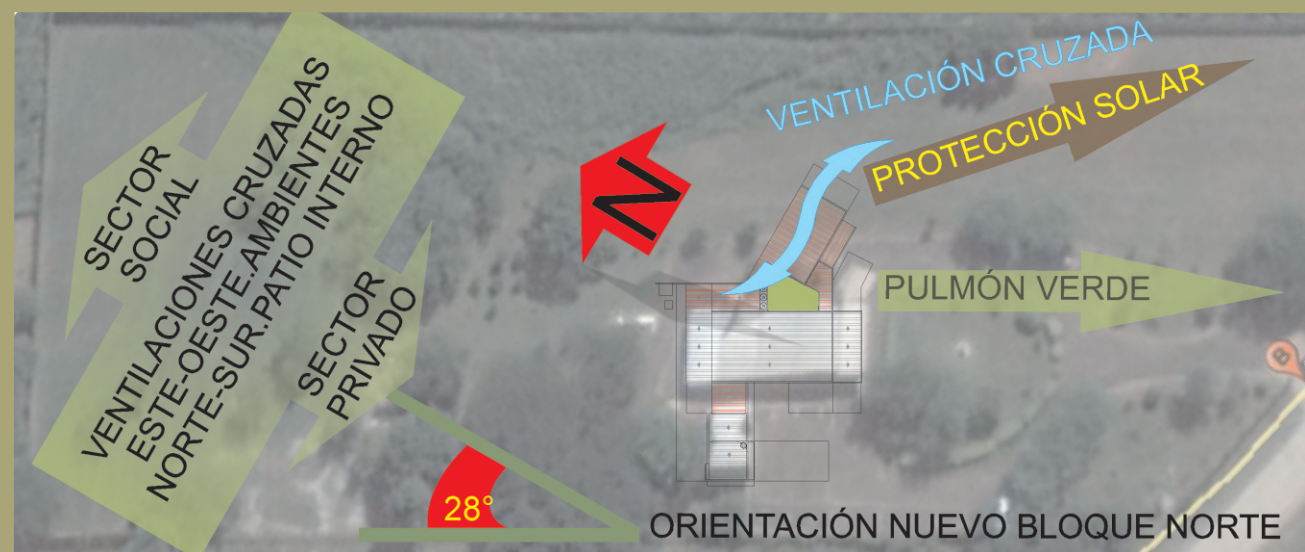 VENTILACIÓN CRUZADA
PROTECCIÓN SOLAR
SECTOR
SOCIAL
VENTILACIONES CRUZADAS
ESTE-OESTE.AMBIENTES
NORTE-SUR.PATIO INTERNO
SECTOR
PRIVADO
N
PULMÓN VERDE
B
28°
ORIENTACIÓN NUEVO BLOQUE NORTE